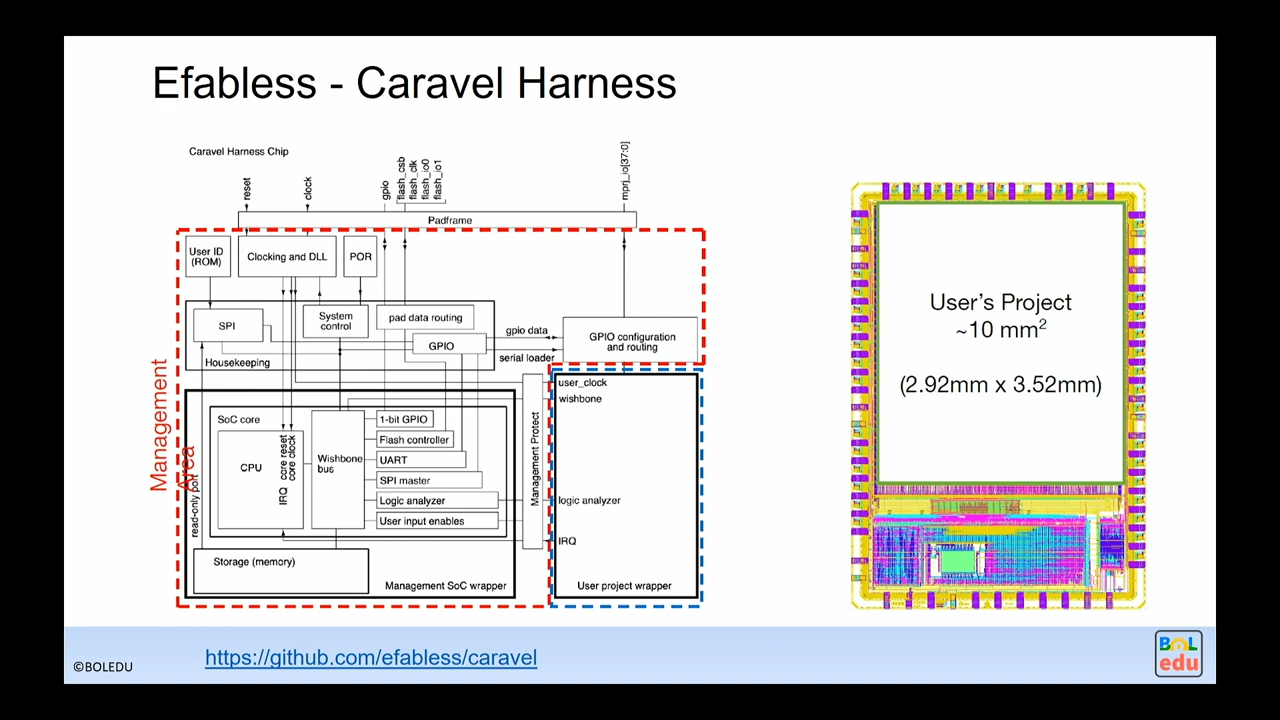 Efabless - Caravel Harness
Caravel Harness Chip
reset
clock
gpio
flash_csb
flash_clk
flash_io0
flash_io1
mprj_io[37:0]
Padframe
User ID
(ROM)
Clocking and DLL
POR
SPI
System
control
pad data routing
GPIO
Housekeeping
gpio data
serial loader
GPIO configuration
and routing
Management
Area
user_clock
wishbone
SoC core
CPU
IRQ
core reset
core clock
Wishbone
bus
1-bit GPIO
Flash controller
UART
SPI master
Logic analyzer
User input enables
Management Protect
logic analyzer
IRQ
read-only port
Storage (memory)
Management SoC wrapper
User project wrapper
User's Project
~10 mm²
(2.92mm x 3.52mm)
©BOLEDU
https://github.com/efabless/caravel
BOL
edu